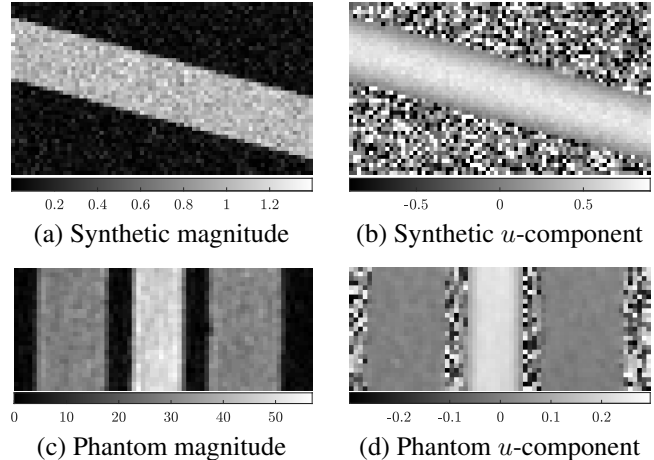 0.2 0.4 0.6 0.8 1 1.2
-0.5 0 0.5
(a) Synthetic magnitude
(b) Synthetic u-component
0 10 20 30 40 50
-0.2 -0.1 0 0.1 0.2
(c) Phantom magnitude
(d) Phantom u-component